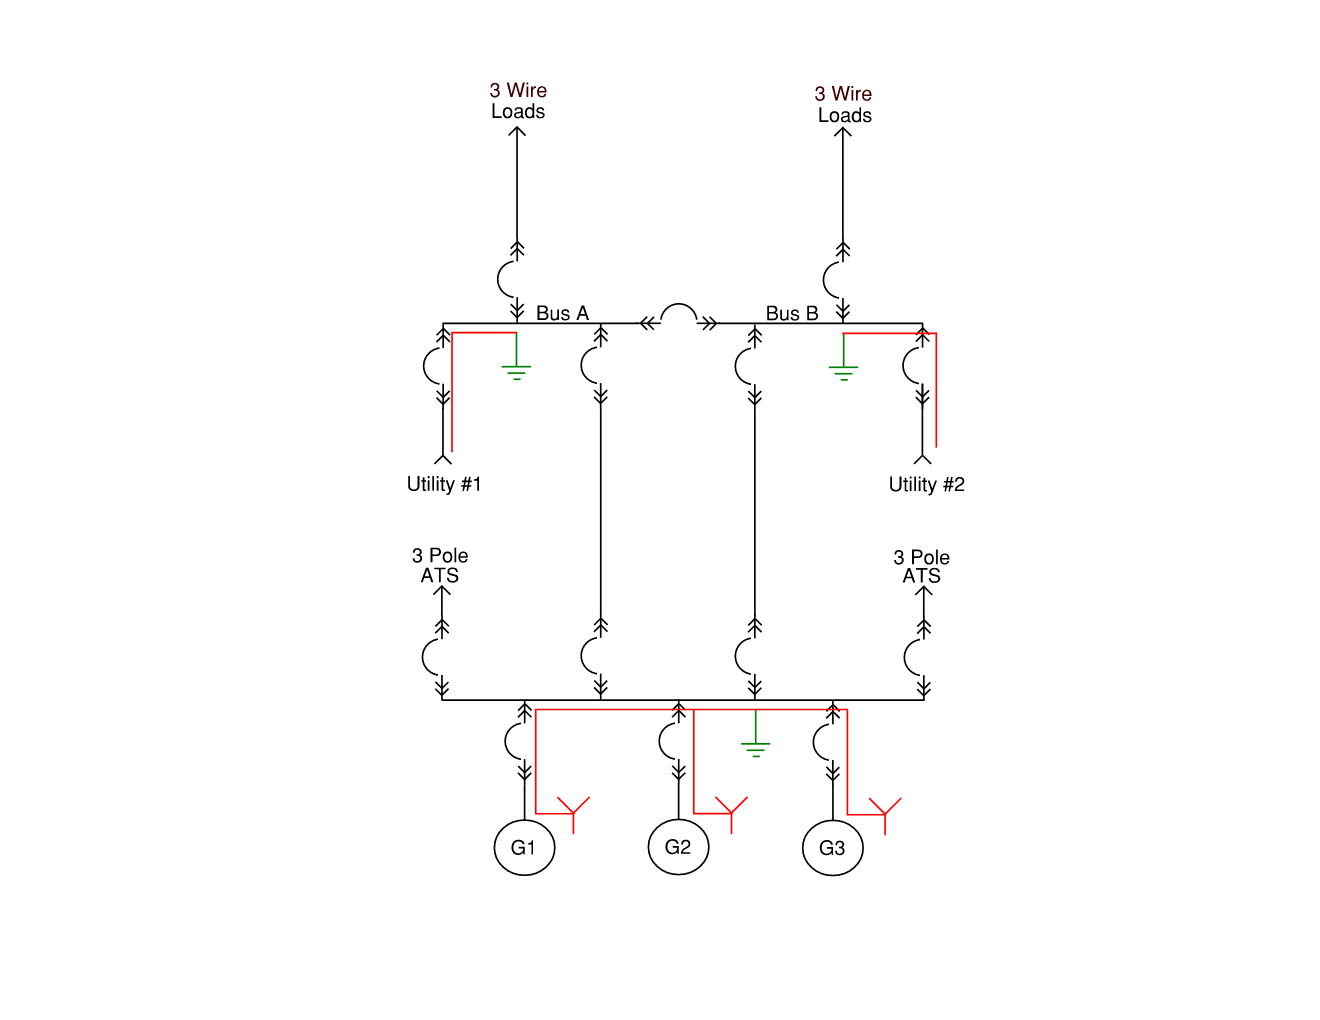 3 Wire
Loads
3 Wire
Loads
Bus A
Bus B
Utility #1
Utility #2
3 Pole
ATS
3 Pole
ATS
G1
G2
G3